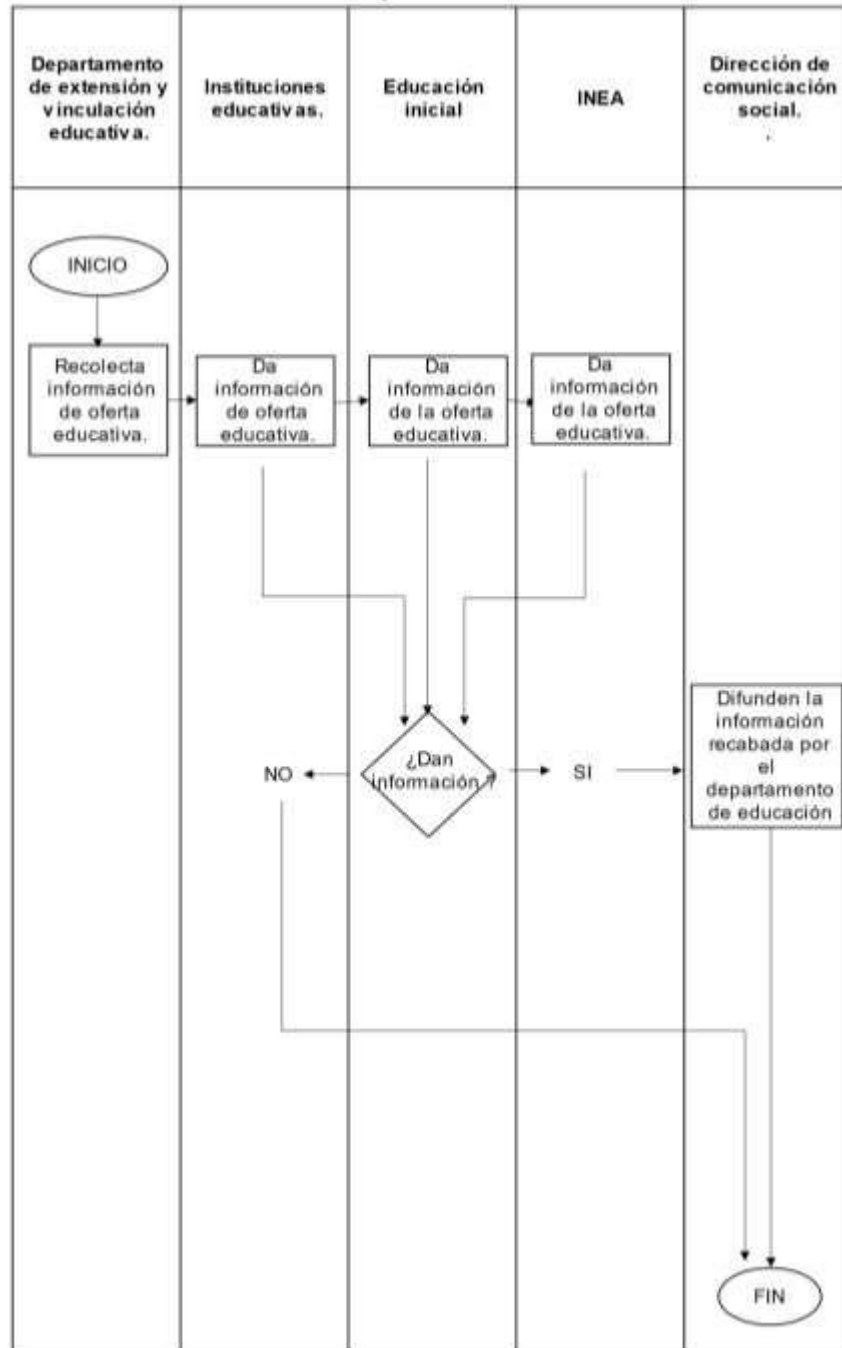 Departamento
de extensión y
vinculación
educativa.
Instituciones
educativas.
Educación
inicial
INEA
Dirección de
comunicación
social.
.
INICIO
Recolecta
información
de oferta
educativa.
Da
información
de oferta
educativa.
Da
información
de la oferta
educativa.
Da
información
de la oferta
educativa.
¿Dan
información ?
NO
SI
Difunden la
información
recabada por
el
departamento
de educación
FIN